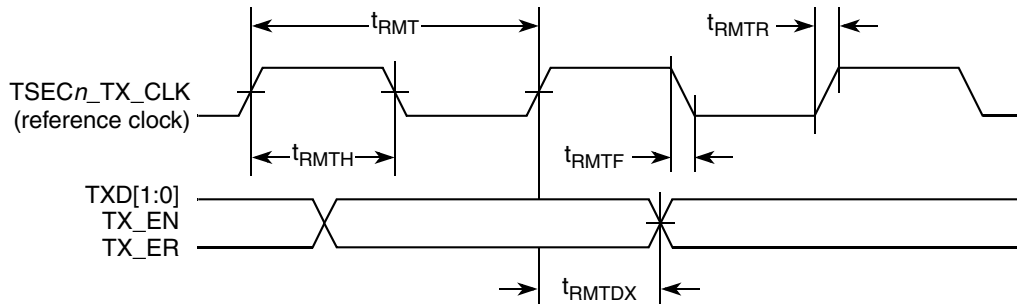 tRMT
tRMTR
TSECn_TX_CLK
(reference clock)
tRMTH
tRMTF
TXD[1:0]
TX_EN
TX_ER
tRMTDX